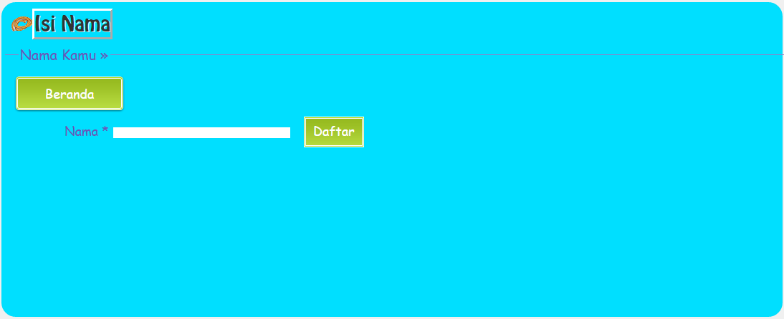 Isi Nama
Nama Kamu »
Beranda
Nama * Daftar